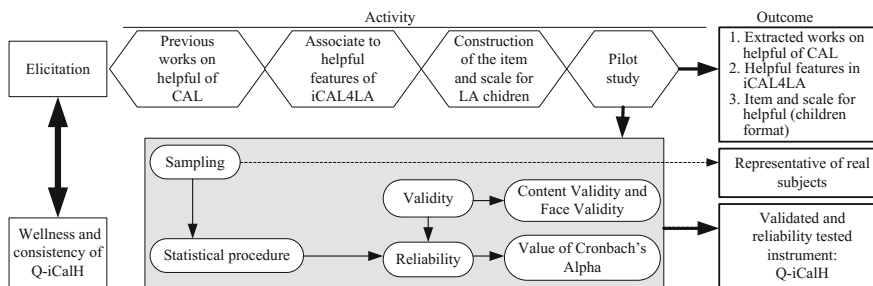 Activity
Outcome
Elicitation
Previous
works on
helpful of
CAL
Associate to
helpful
features of
iCAL4LA
Construction
of the item
and scale for
LA chidren
Pilot
study
1. Extracted works on
helpful of CAL
2. Helpful features in
iCAL4LA
3. Item and scale for
helpful (children
format)
Sampling
Representative of real
subjects
Validity
Content Validity and
Face Validity
Wellness and
consistency of
Q-iCalH
Statistical procedure
Reliability
Value of Cronbach's
Alpha
Validated and
reliability tested
instrument:
Q-iCalH